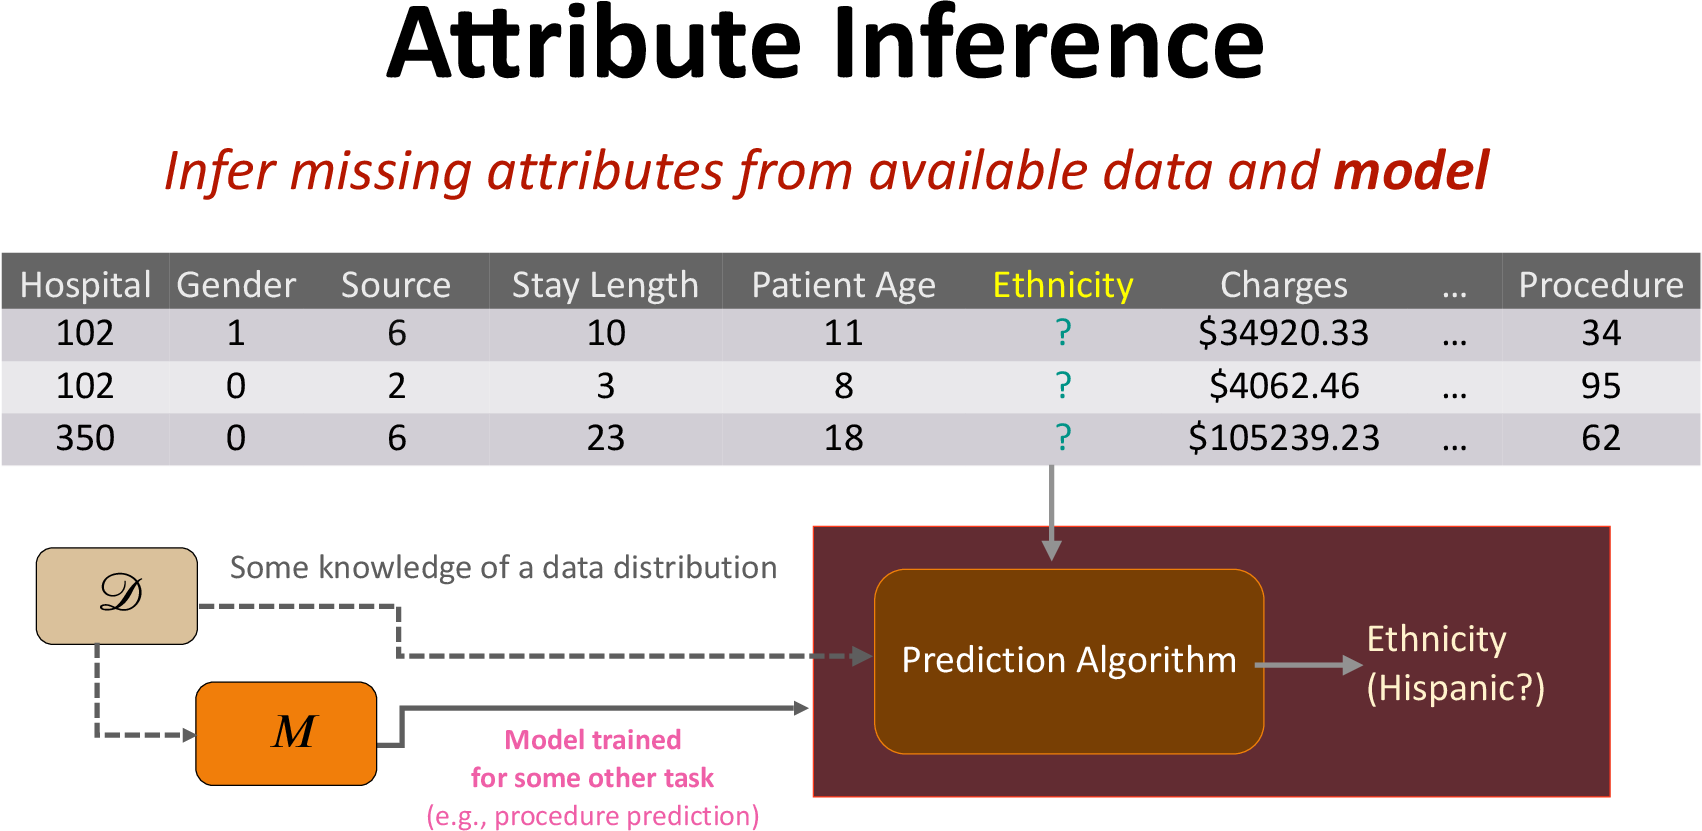 Attribute Inference
Infer missing attributes from available data and model
Hospital Gender Source Stay Length Patient Age Ethnicity Charges ... Procedure
102 1 6 10 11 ? $34920.33 ... 34
102 0 2 3 8 ? $4062.46 ... 95
350 0 6 23 18 ? $105239.23 ... 62
Some knowledge of a data distribution
𝒟
Prediction Algorithm
Ethnicity
(Hispanic?)
M
Model trained
for some other task
(e.g., procedure prediction)